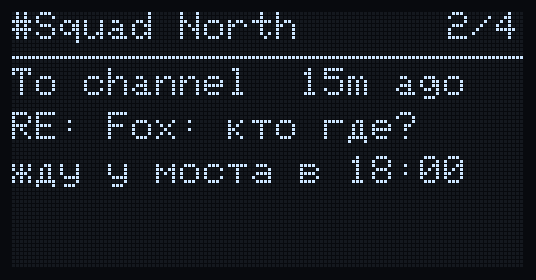 #Squad North 2/4
To channel 15m ago
RE: Fox: кто где?
жду у моста в 18:00